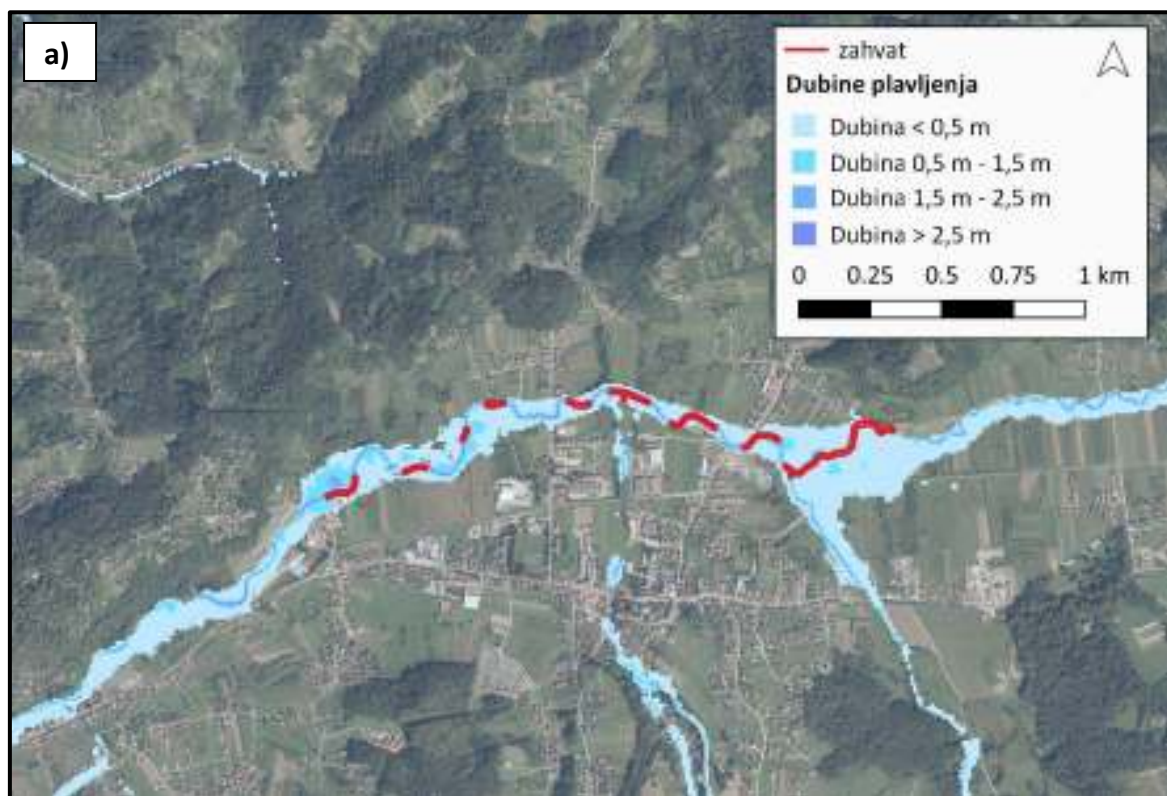 a)
zahvat
Dubine plavljenja
Dubina < 0,5 m
Dubina 0,5 m - 1,5 m
Dubina 1,5 m - 2,5 m
Dubina > 2,5 m
0 0.25 0.5 0.75 1 km